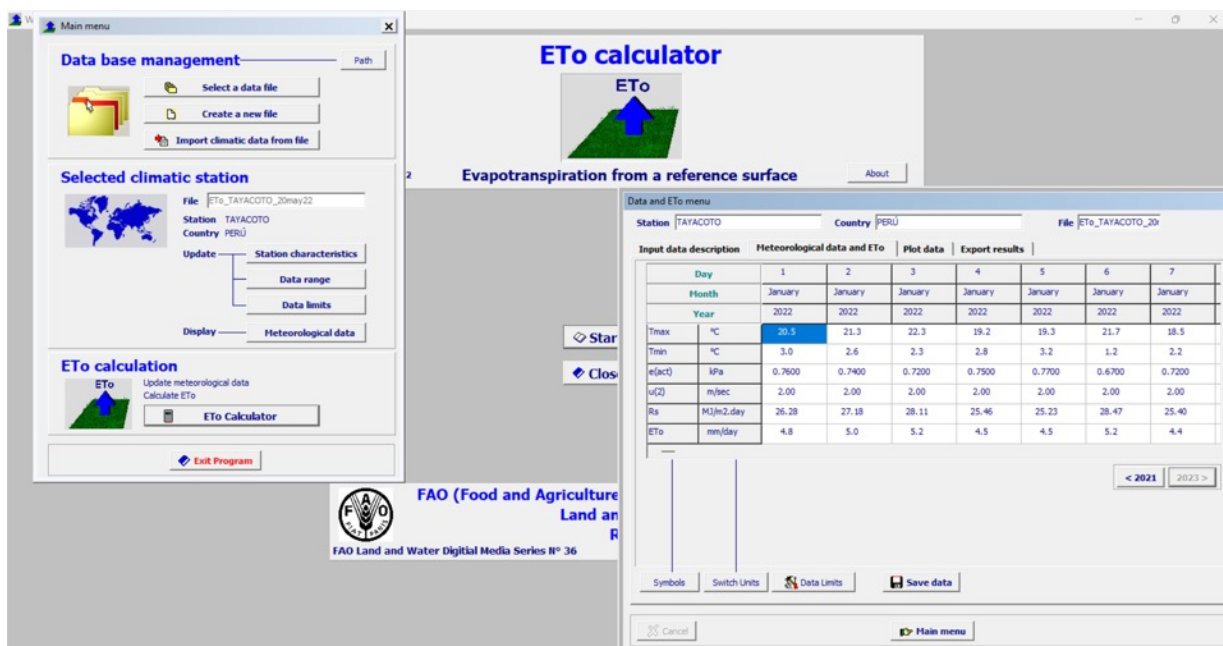 W
Main menu
Data base management
Path
Select a data file
Create a new file
Import climatic data from file
Selected climatic station
File ETo_TAYACOTO_20may22
Station TAYACOTO
Country PERÚ
Update
Station characteristics
Data range
Data limits
Display
Meteorological data
ETo calculation
ETo
Update meteorological data
Calculate ETo
ETo Calculator
Exit Program
ETo calculator
ETo
2
Evapotranspiration from a reference surface
About
Star
Clos
FAO
FIAT PANIS
FAO (Food and Agriculture
Land an
R
FAO Land and Water Digitial Media Series N° 36
Data and ETo menu
Station TAYACOTO Country PERÚ File ETo_TAYACOTO_20r
Input data description Meteorological data and ETo Plot data Export results
Day 1 2 3 4 5 6 7
Month January January January January January January January
Year 2022 2022 2022 2022 2022 2022 2022
Tmax ºC 20.5 21.3 22.3 19.2 19.3 21.7 18.5
Tmin ºC 3.0 2.6 2.3 2.8 3.2 1.2 2.2
e(act) kPa 0.7600 0.7400 0.7200 0.7500 0.7700 0.6700 0.7200
u(2) m/sec 2.00 2.00 2.00 2.00 2.00 2.00 2.00
Rs MJ/m2.day 26.28 27.18 28.11 25.46 25.23 28.47 25.40
ETo mm/day 4.8 5.0 5.2 4.5 4.5 5.2 4.4
< 2021 2023 >
Symbols Switch Units Data Limits Save data
Cancel Main menu